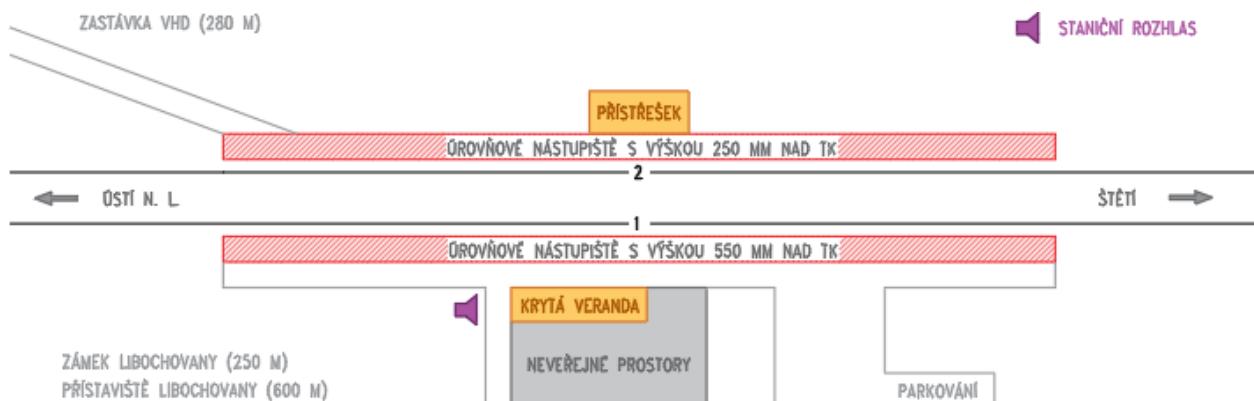 ZASTÁVKA VHD (280 M)
STANIČNÍ ROZHLAS
PŘÍSTŘEŠEK
ÚROVŇOVÉ NÁSTUPIŠTĚ S VÝŠKOU 250 MM NAD TK
2
ÚSTÍ N. L.
ŠTĚTÍ
1
ÚROVŇOVÉ NÁSTUPIŠTĚ S VÝŠKOU 550 MM NAD TK
KRYTÁ VERANDA
NEVEŘEJNÉ PROSTORY
ZÁMEK LIBOCHOVANY (250 M)
PŘÍSTAVIŠTĚ LIBOCHOVANY (600 M)
PARKOVÁNÍ